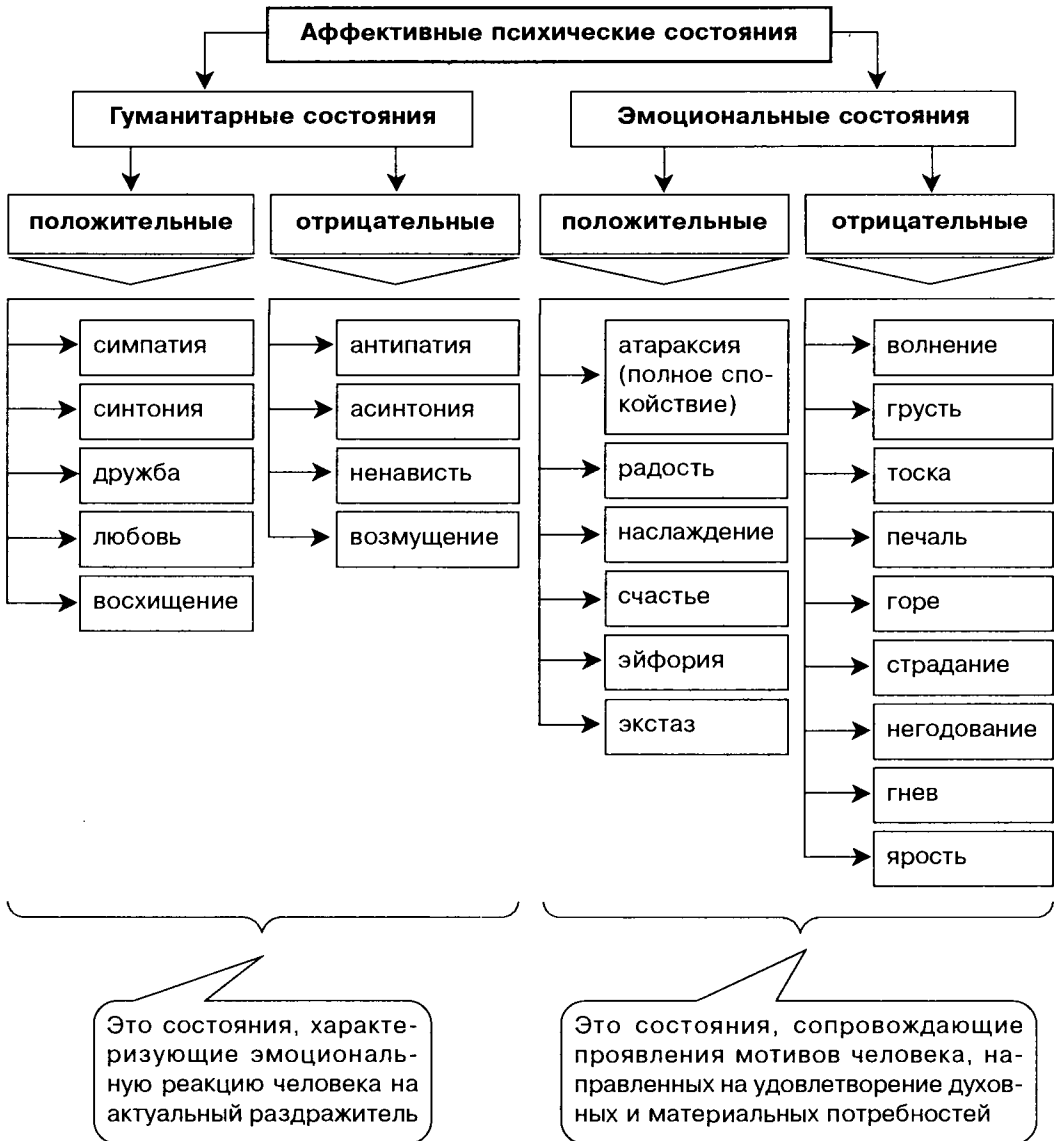 Аффективные психические состояния
Гуманитарные состояния
Эмоциональные состояния
положительные
отрицательные
положительные
отрицательные
симпатия
синтония
дружба
любовь
восхищение
антипатия
асинтония
ненависть
возмущение
атараксия
(полное спо-
койствие)
радость
наслаждение
счастье
эйфория
экстаз
волнение
грусть
тоска
печаль
горе
страдание
негодование
гнев
ярость
Это состояния, характе-
ризующие эмоциональ-
ную реакцию человека на
актуальный раздражитель
Это состояния, сопровождающие
проявления мотивов человека, на-
правленных на удовлетворение духов-
ных и материальных потребностей